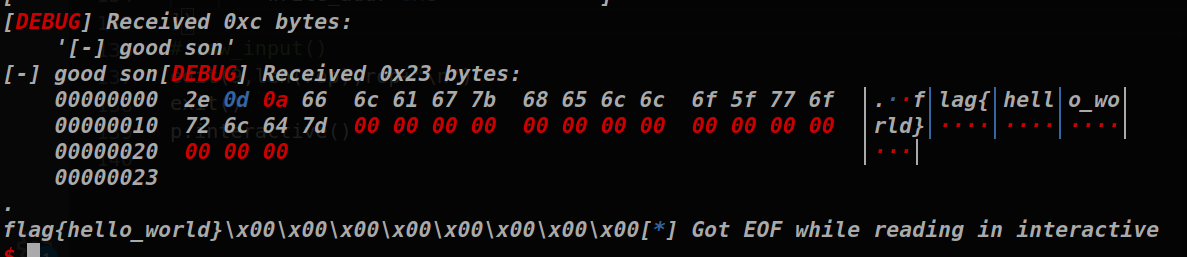 [DEBUG] Received 0xc bytes:
'[-] good son'
[-] good son[DEBUG] Received 0x23 bytes:
00000000  2e 0d 0a 66  6c 61 67 7b  68 65 6c 6c  6f 5f 77 6f  │.··f│lag{│hell│o_wo│
00000010  72 6c 64 7d  00 00 00 00  00 00 00 00  00 00 00 00  │rld}│····│····│····│
00000020  00 00 00  │···│
00000023
.
flag{hello_world}\x00\x00\x00\x00\x00\x00\x00\x00[*] Got EOF while reading in interactive
$